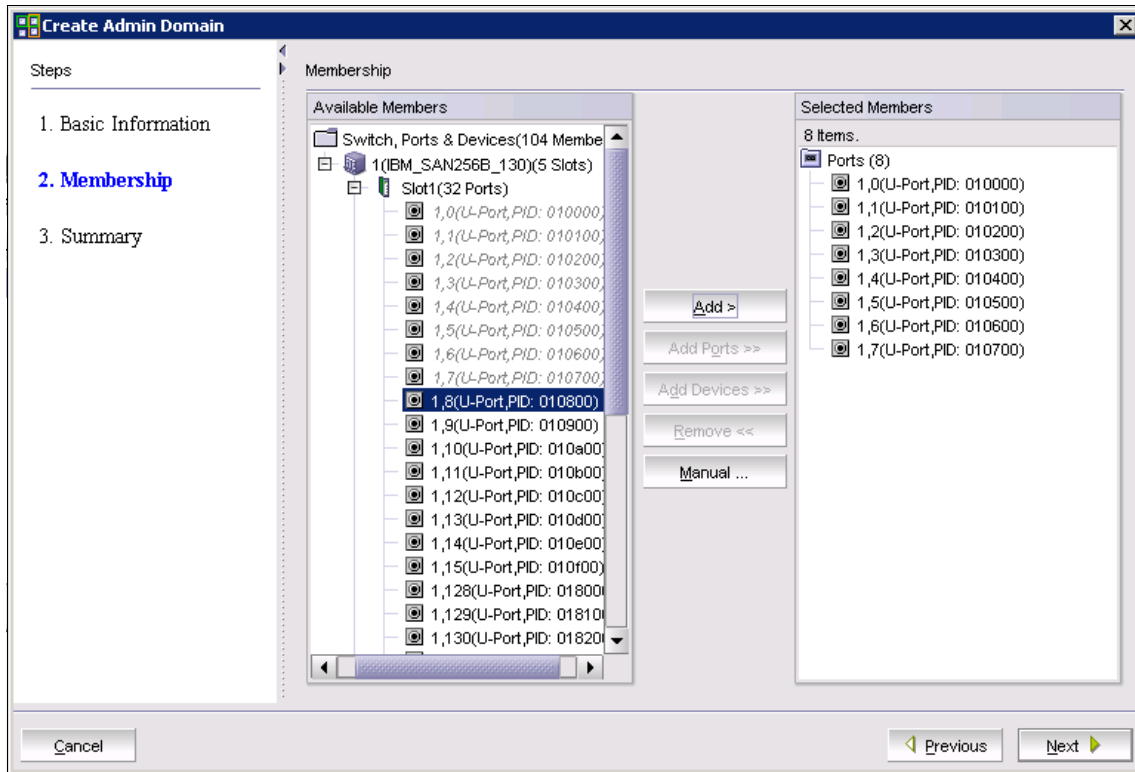 Create Admin Domain
Steps
1. Basic Information
2. Membership
3. Summary
Membership
Available Members
Switch, Ports & Devices(104 Membe
1(IBM_SAN256B_130)(5 Slots)
Slot1(32 Ports)
1,0(U-Port,PID: 010000)
1,1(U-Port,PID: 010100)
1,2(U-Port,PID: 010200)
1,3(U-Port,PID: 010300)
1,4(U-Port,PID: 010400)
1,5(U-Port,PID: 010500)
1,6(U-Port,PID: 010600)
1,7(U-Port,PID: 010700)
1,8(U-Port,PID: 010800)
1,9(U-Port,PID: 010900)
1,10(U-Port,PID: 010a00)
1,11(U-Port,PID: 010b00)
1,12(U-Port,PID: 010c00)
1,13(U-Port,PID: 010d00)
1,14(U-Port,PID: 010e00)
1,15(U-Port,PID: 010f00)
1,128(U-Port,PID: 01800
1,129(U-Port,PID: 01810
1,130(U-Port,PID: 01820
Add >
Add Ports >>
Add Devices >>
Remove <<
Manual ...
Selected Members
8 Items.
Ports (8)
1,0(U-Port,PID: 010000)
1,1(U-Port,PID: 010100)
1,2(U-Port,PID: 010200)
1,3(U-Port,PID: 010300)
1,4(U-Port,PID: 010400)
1,5(U-Port,PID: 010500)
1,6(U-Port,PID: 010600)
1,7(U-Port,PID: 010700)
Cancel
Previous
Next